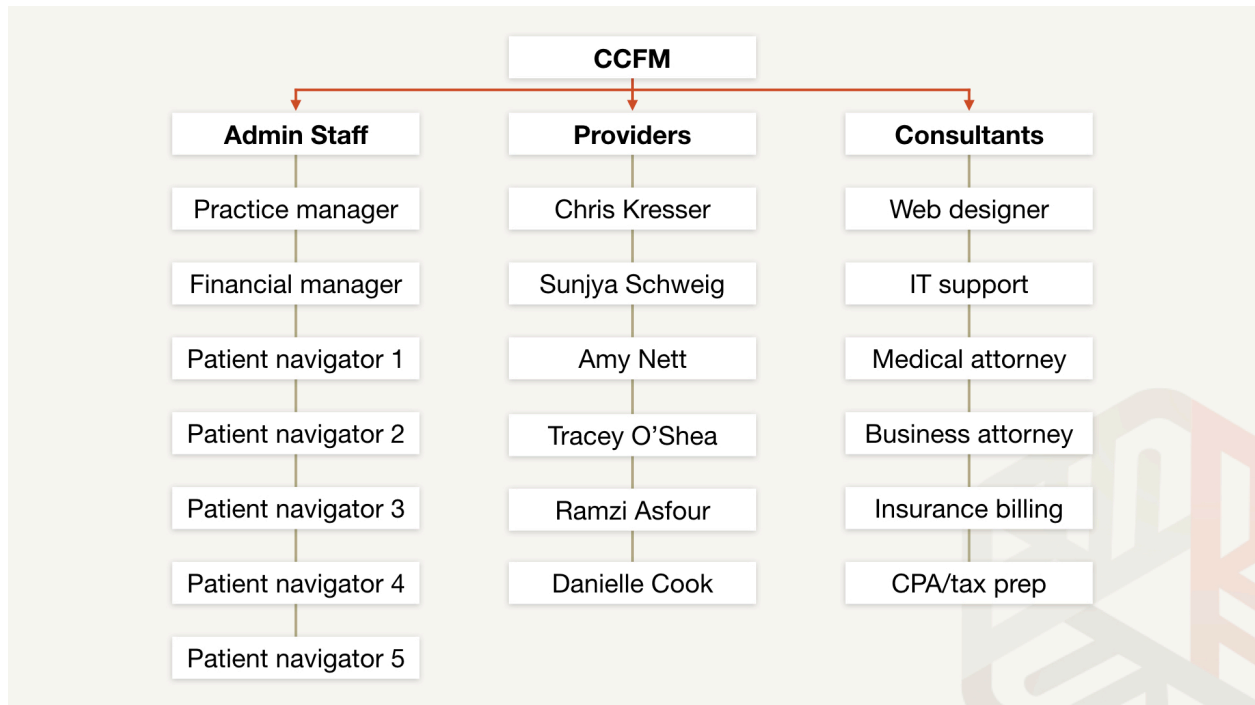 CCFM
Admin Staff
Practice manager
Financial manager
Patient navigator 1
Patient navigator 2
Patient navigator 3
Patient navigator 4
Patient navigator 5
Providers
Chris Kresser
Sunjya Schweig
Amy Nett
Tracey O’Shea
Ramzi Asfour
Danielle Cook
Consultants
Web designer
IT support
Medical attorney
Business attorney
Insurance billing
CPA/tax prep